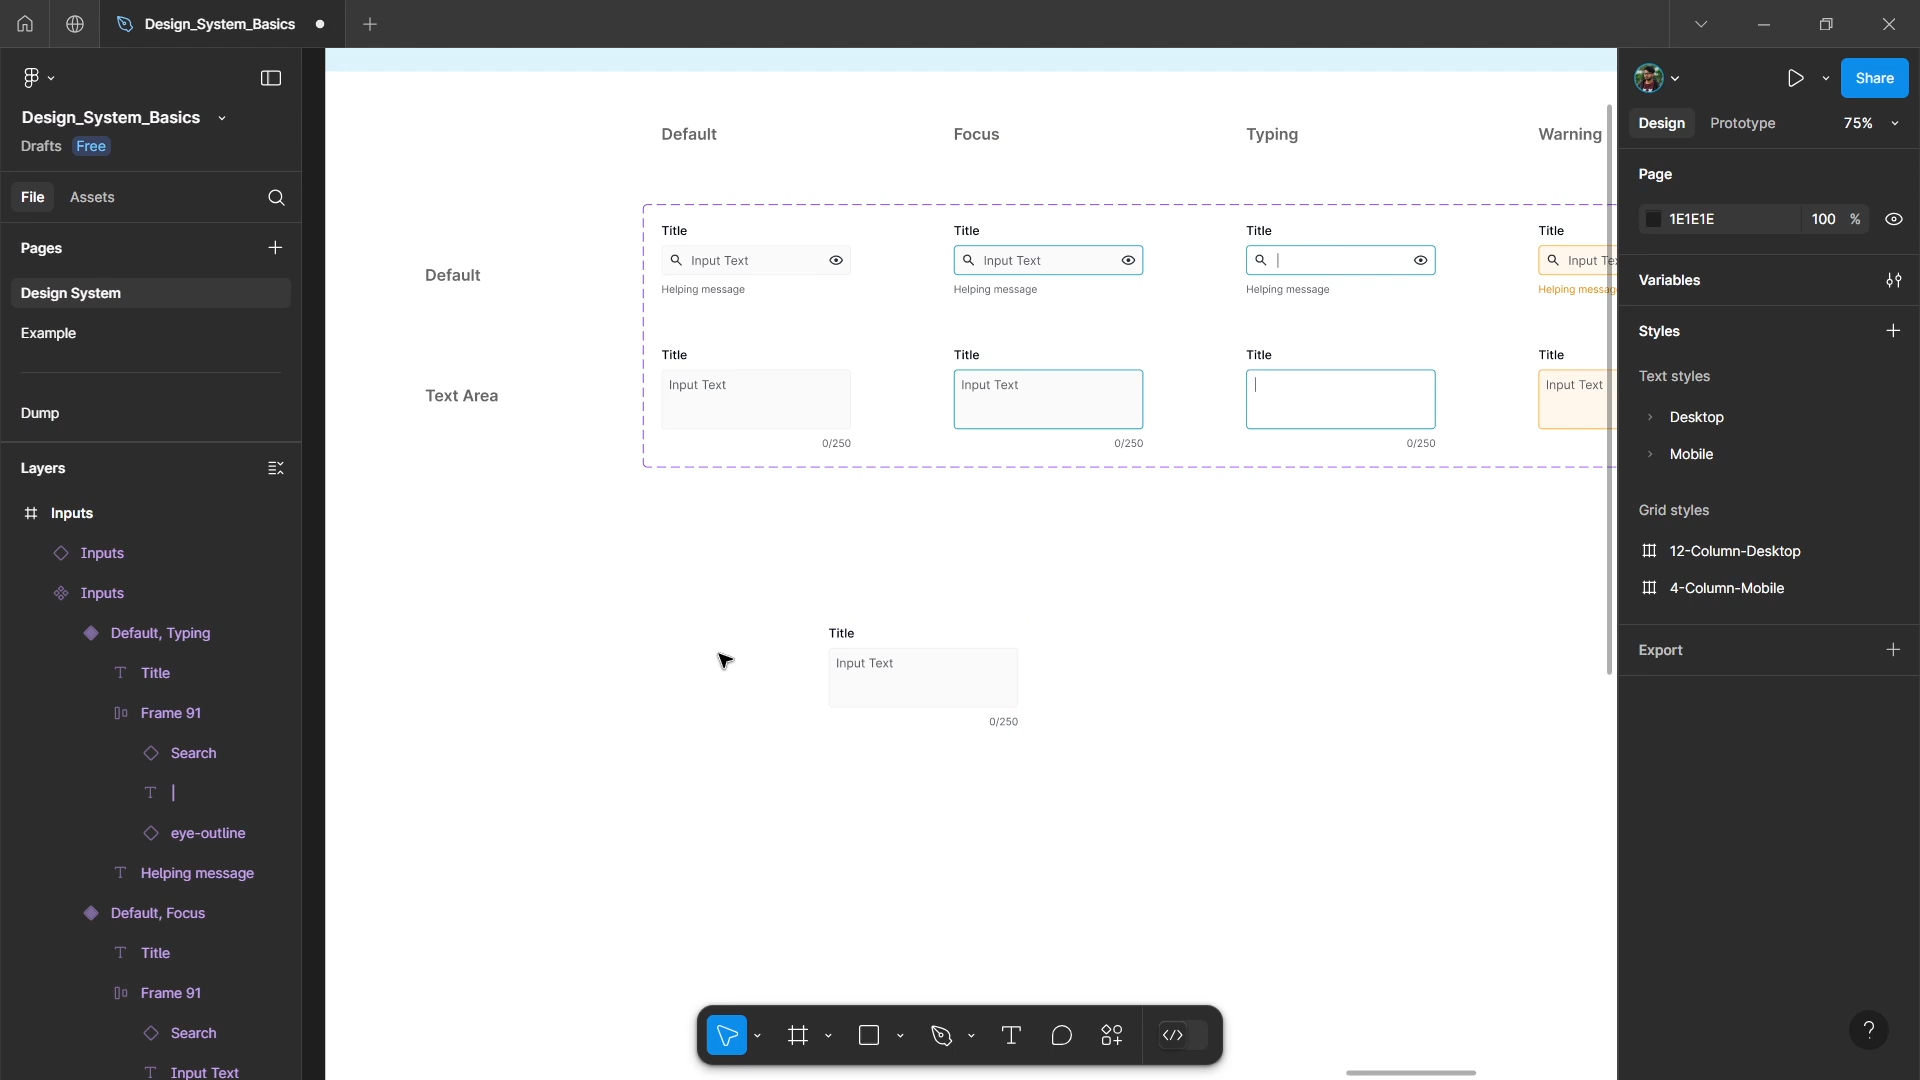 Design_System_Basics
Design_System_Basics
Drafts Free
File Assets
Pages
Design System
Example
Dump
Layers
Inputs
Inputs
Inputs
Default, Typing
Title
Frame 91
Search
|
eye-outline
Helping message
Default, Focus
Title
Frame 91
Search
Input Text
Default Focus Typing Warning
Default
Title Title Title Title
Input Text Input Text | Input Te
Helping message Helping message Helping message Helping messag
Text Area
Title Title Title Title
Input Text Input Text | Input Text
0/250 0/250 0/250
Title
Input Text
0/250
Share
Design Prototype 75%
Page
1E1E1E 100 %
Variables
Styles
Text styles
Desktop
Mobile
Grid styles
12-Column-Desktop
4-Column-Mobile
Export
?